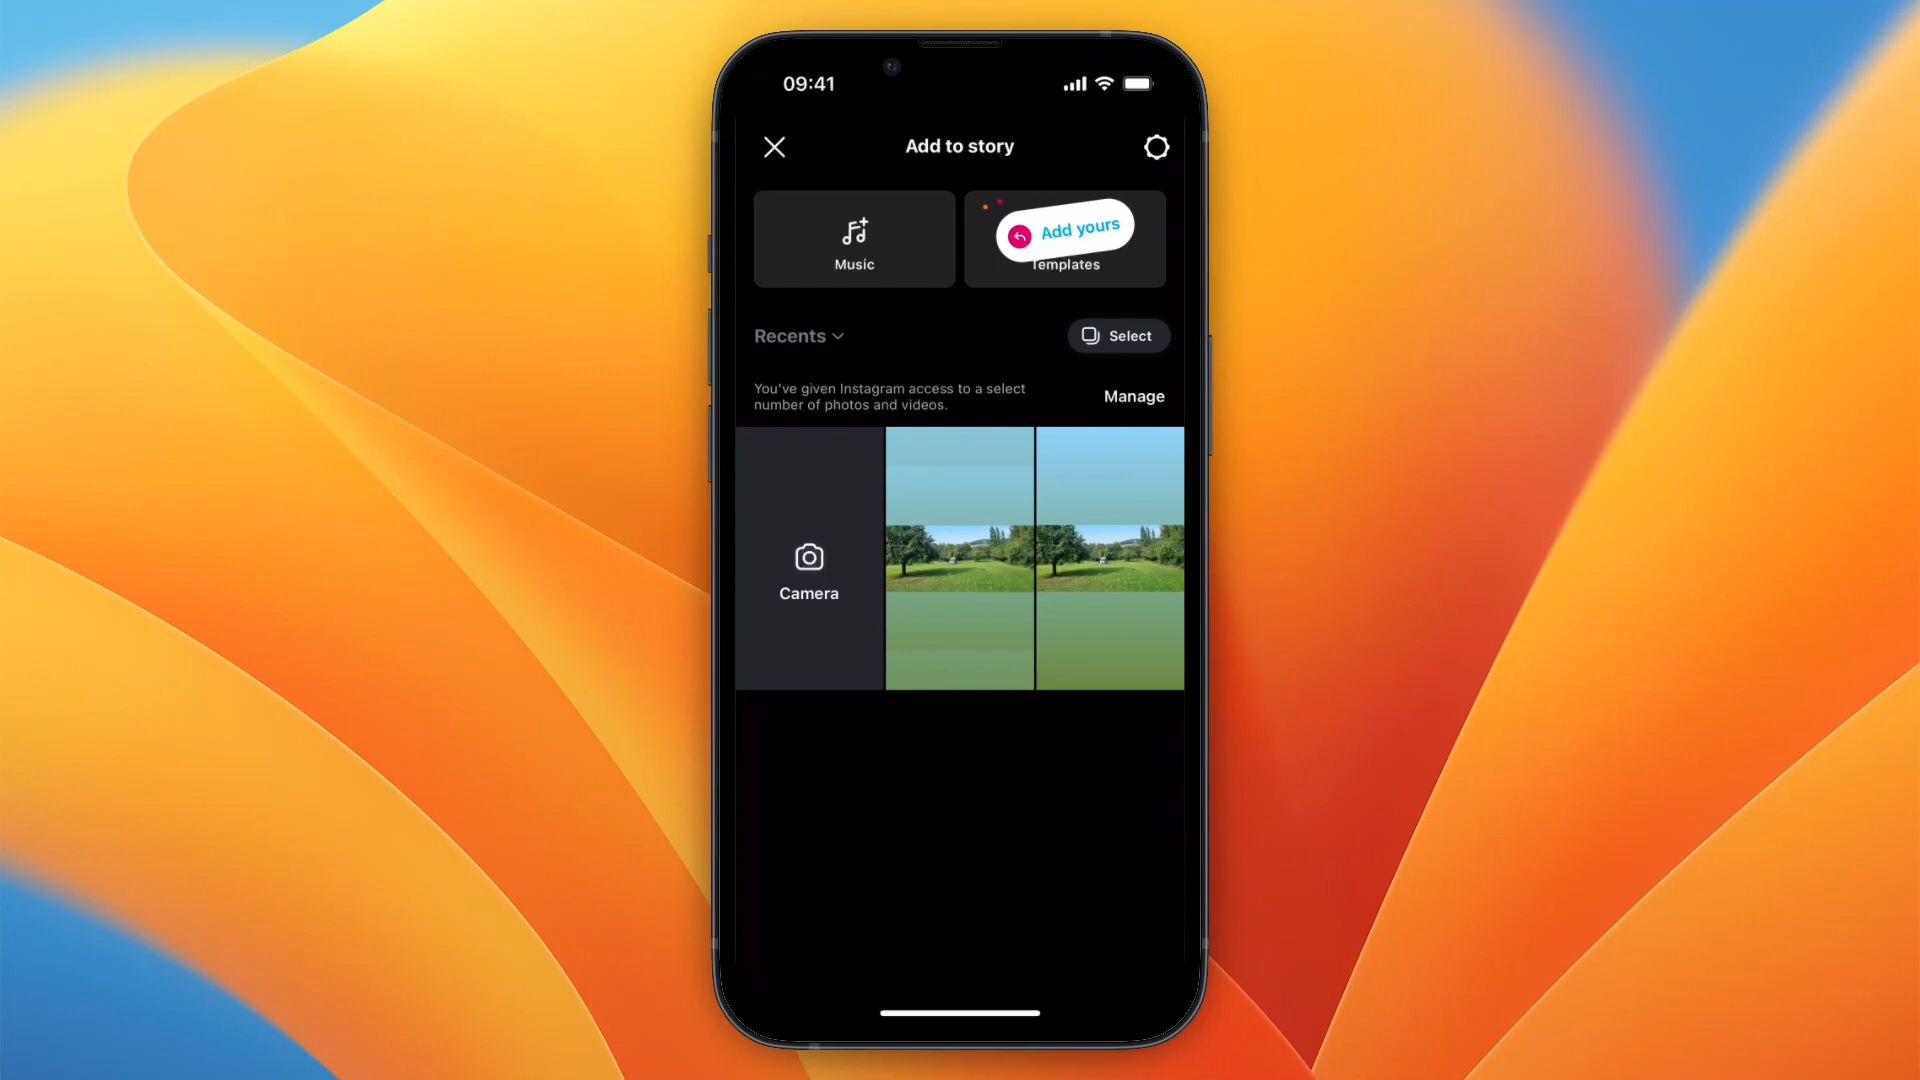 09:41
Add to story
Music
Add yours
Templates
Recents
Select
You've given Instagram access to a select
number of photos and videos.
Manage
Camera